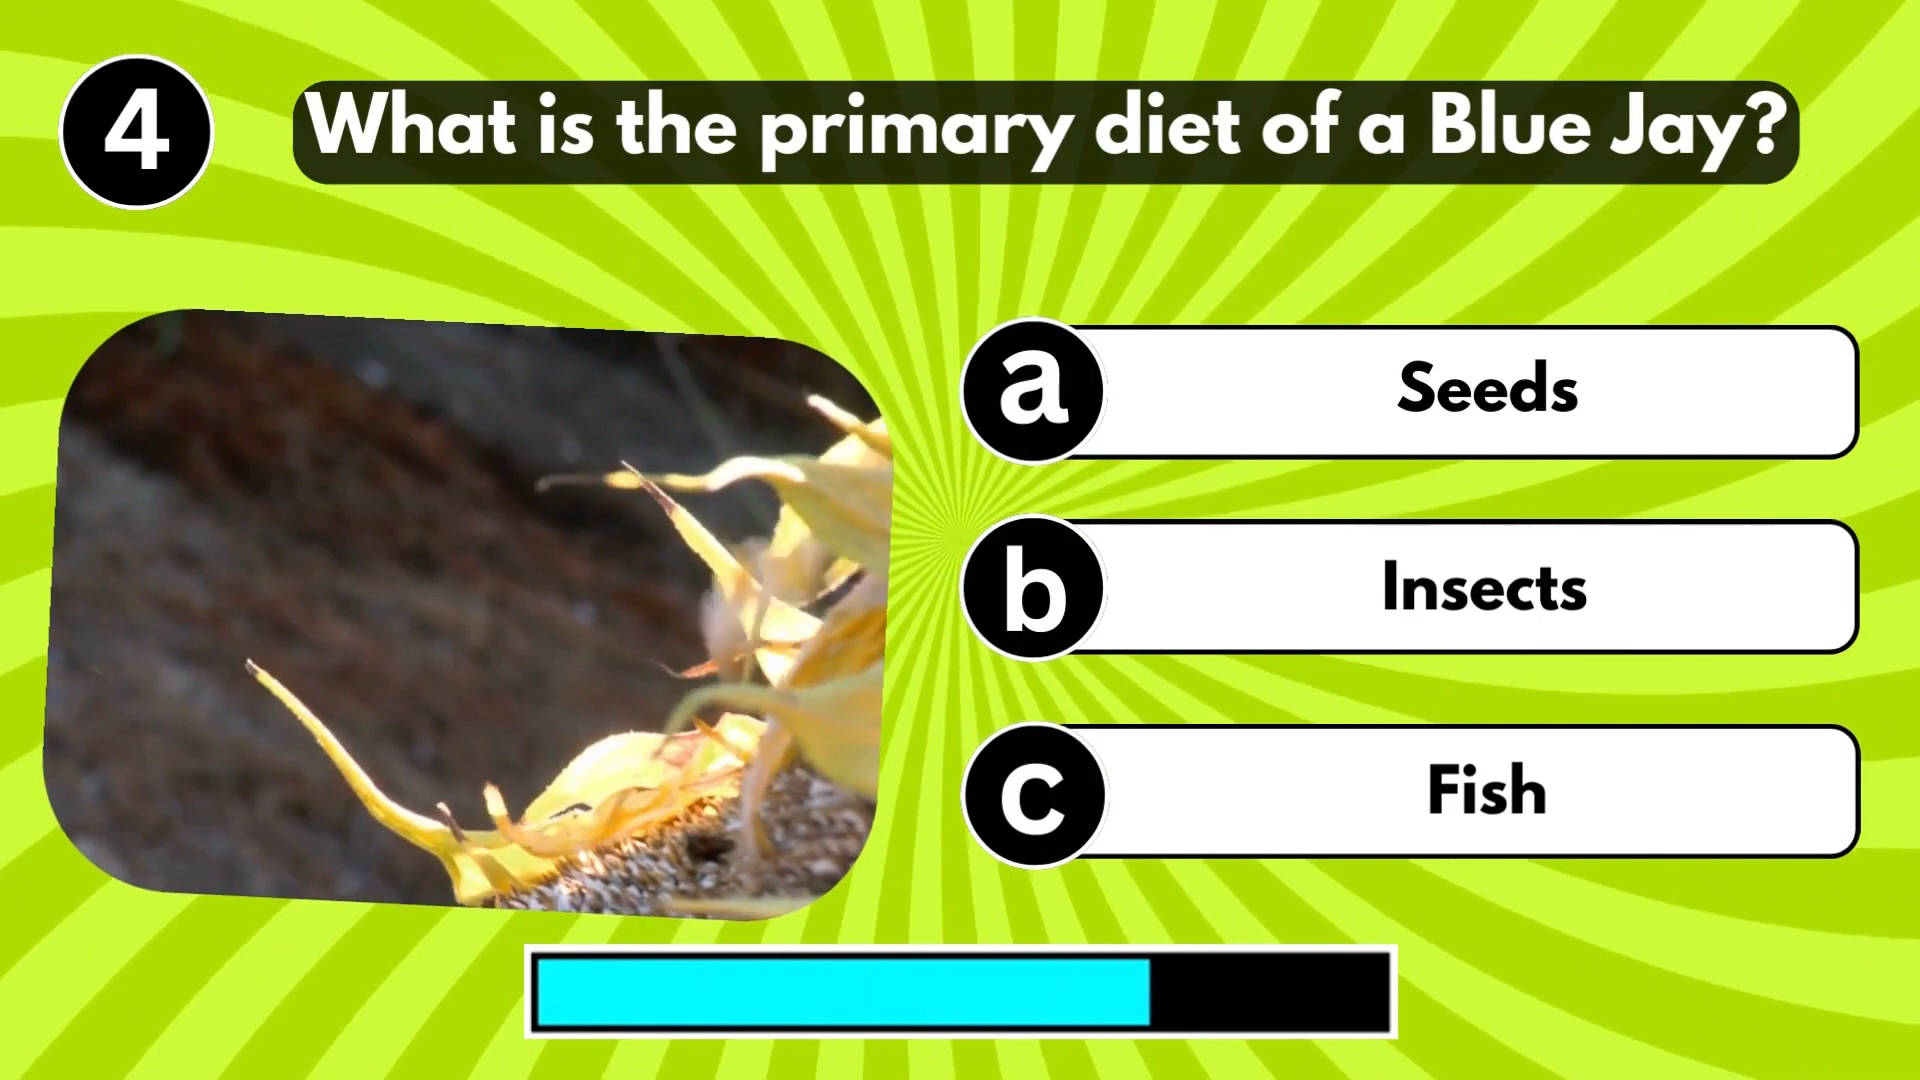 4
What is the primary diet of a Blue Jay?
a Seeds
b Insects
c Fish